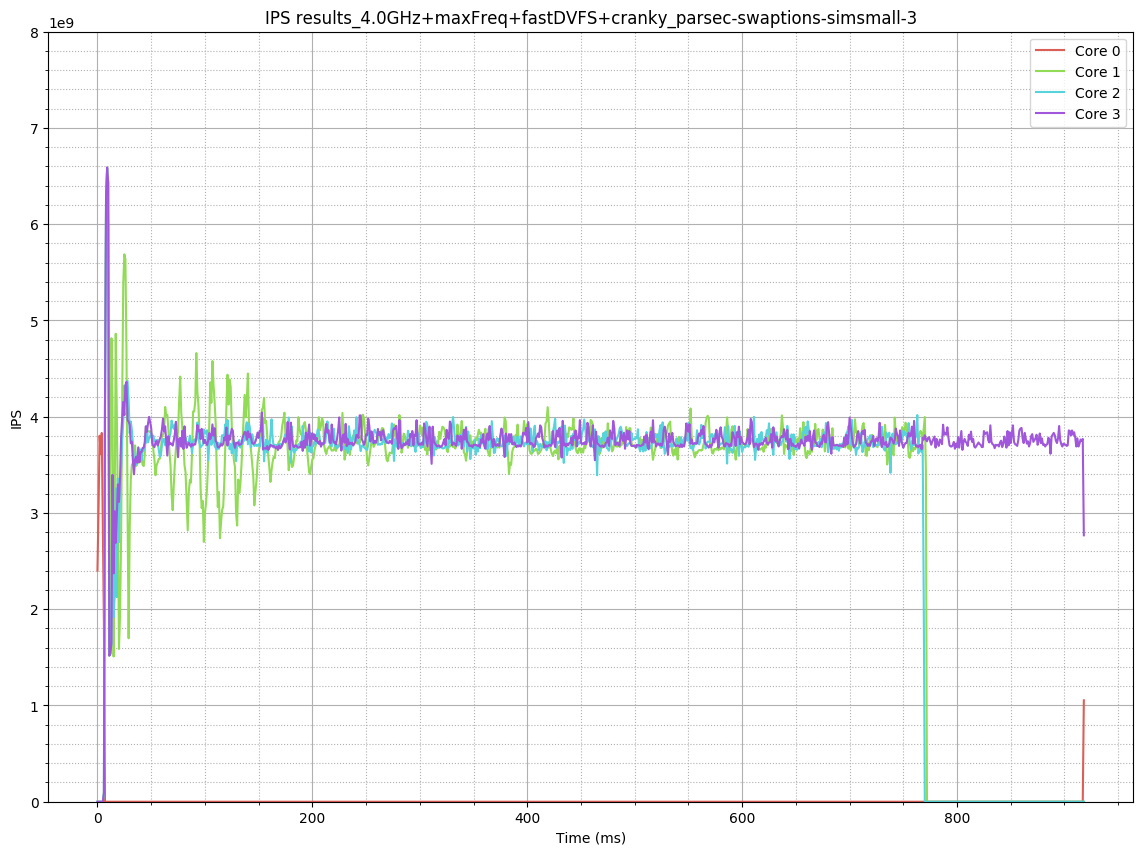 IPS results_4.0GHz+maxFreq+fastDVFS+cranky_parsec-swaptions-simsmall-3
1e9
8
7
6
5
4
3
2
1
0
IPS
Core 0
Core 1
Core 2
Core 3
0 200 400 600 800
Time (ms)